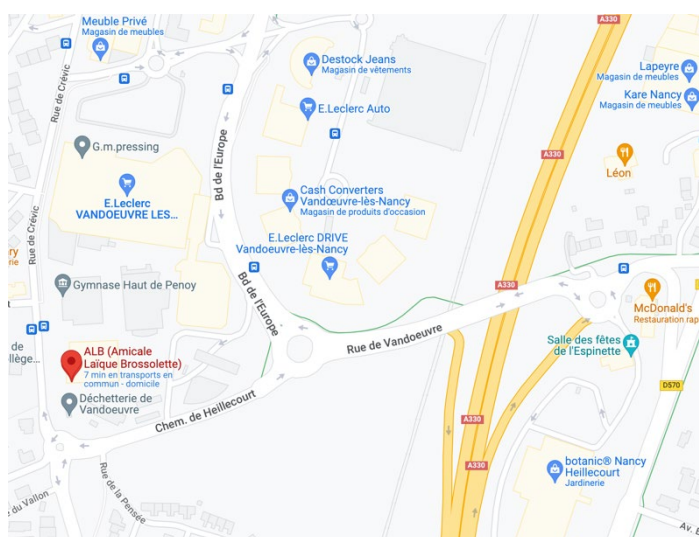 Meuble Privé
Magasin de meubles
Rue de Crévic
Destock Jeans
Magasin de vêtements
A330
Lapeyre
Magasin de meubles
Kare Nancy
Magasin de meubles
E.Leclerc Auto
Bd de l'Europe
G.m.pressing
A330
Léon
E.Leclerc
VANDOEUVRE LES...
Cash Converters
Vandœuvre-lès-Nancy
Magasin de produits d'occasion
Rue de Crévic
E.Leclerc DRIVE
Vandoeuvre-lès-Nancy
Gymnase Haut de Penoy
Bd de l'Europe
A330
McDonald's
Restauration rap
Rue de Vandoeuvre
Salle des fêtes
de l'Espinette
de
llège...
ALB (Amicale
Laïque Brossolette)
7 min en transports en
commun - domicile
D570
Déchetterie de
Vandoeuvre
Chem. de Heillecourt
A330
A330
botanic® Nancy
Heillecourt
Jardinerie
Rue de la Pensée
e du Vallon
Av.